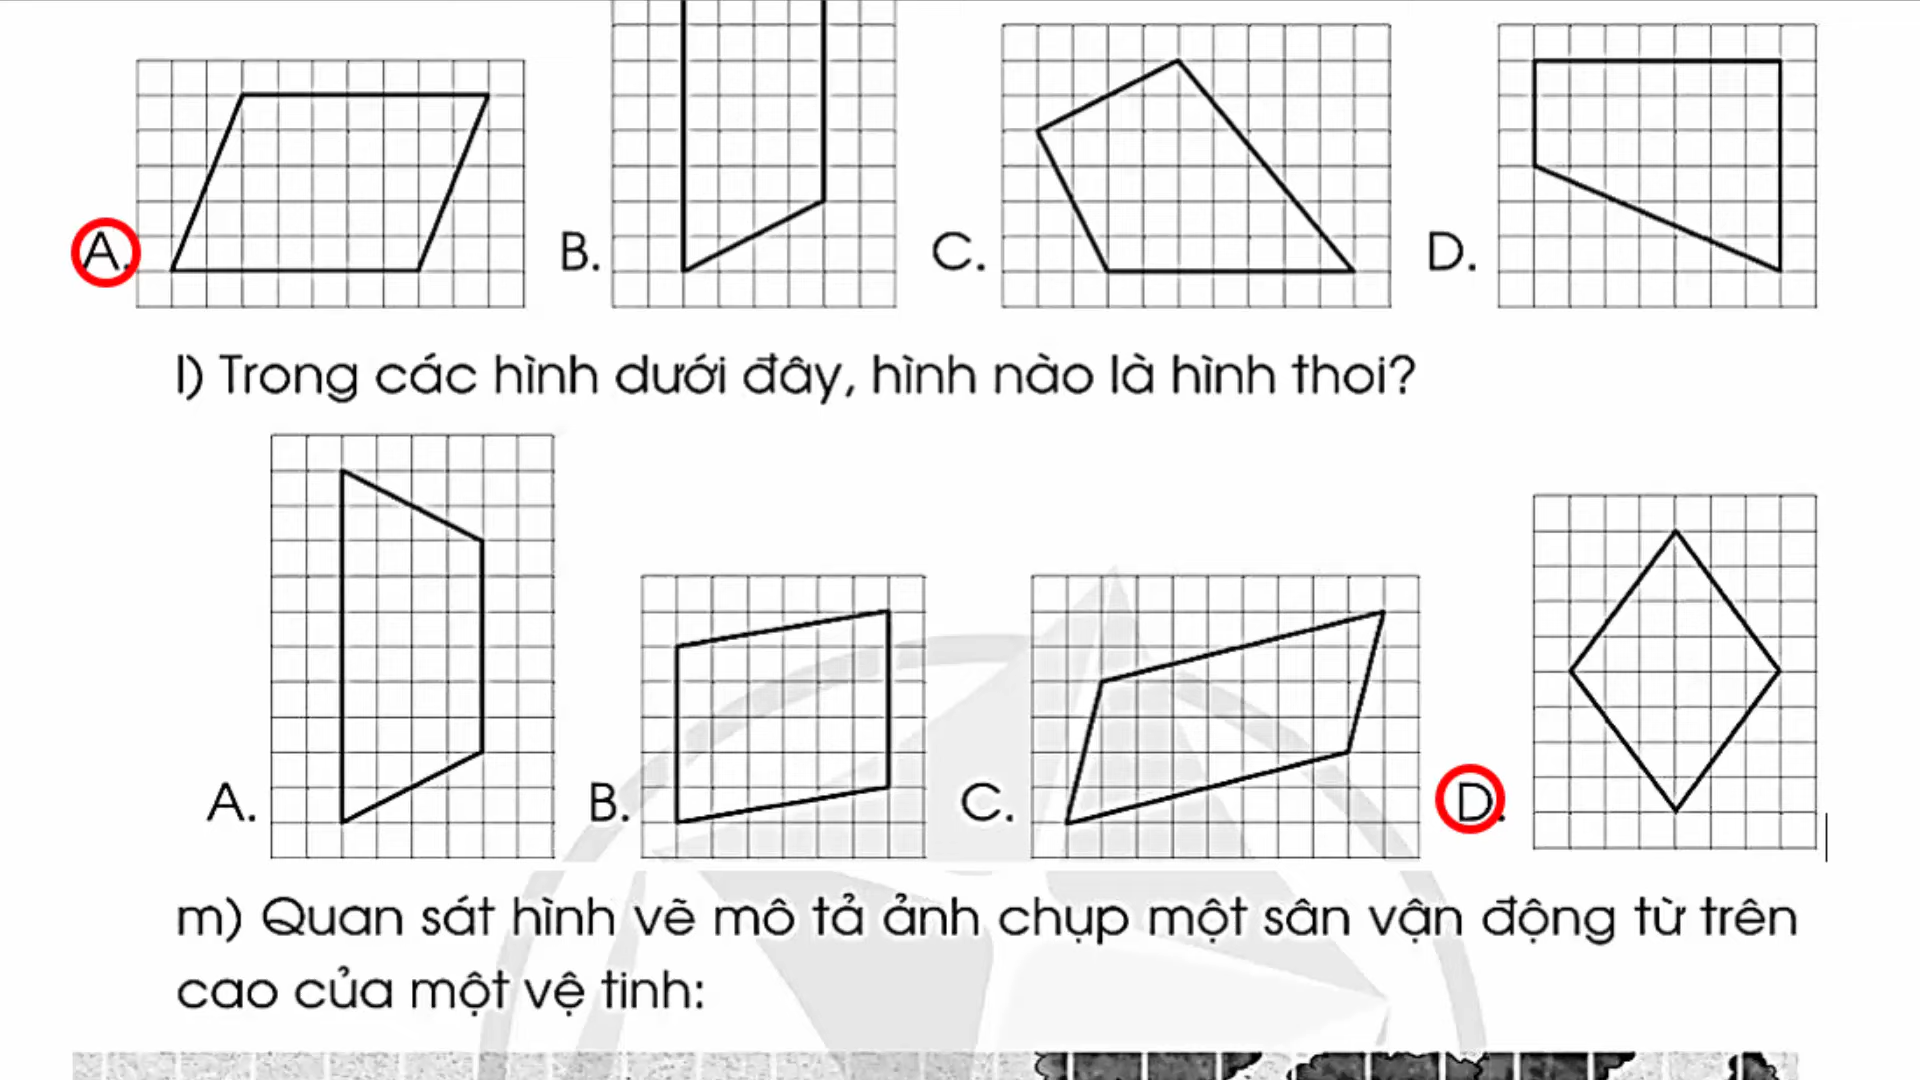 A. B. C. D.
l) Trong các hình dưới đây, hình nào là hình thoi?
A. B. C. D.
m) Quan sát hình vẽ mô tả ảnh chụp một sân vận động từ trên
cao của một vệ tinh: